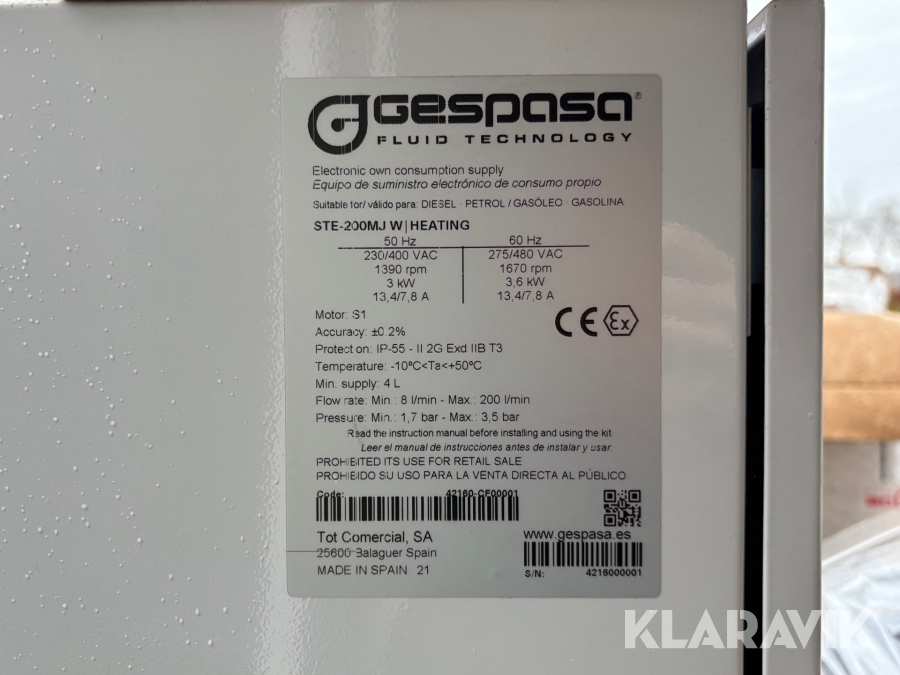 GESPASA®
FLUID TECHNOLOGY
Electronic own consumption supply
Equipo de suministro electrónico de consumo propio
Suitable for/ válido para: DIESEL - PETROL / GASÓLEO - GASOLINA
STE-200MJ W|HEATING
50 Hz 60 Hz
230/400 VAC 275/480 VAC
1390 rpm 1670 rpm
3 kW 3,6 kW
13,4/7,8 A 13,4/7,8 A
Motor: S1
Accuracy: ±0.2%
CE Ex
Protection: IP-55 - II 2G Exd IIB T3
Temperature: -10ºC<Ta<+50ºC
Min. supply: 4 L
Flow rate: Min.: 8 l/min - Max.: 200 l/min
Pressure: Min.: 1,7 bar - Max.: 3,5 bar
Read the instruction manual before installing and using the kit.
Leer el manual de instrucciones antes de instalar y usar.
PROHIBITED ITS USE FOR RETAIL SALE
PROHIBIDO SU USO PARA LA VENTA DIRECTA AL PÚBLICO
Code: 42160-CF00001
Tot Comercial, SA
25600 Balaguer Spain
MADE IN SPAIN 21
www.gespasa.es
S/N: 4216000001
KLARAVIK